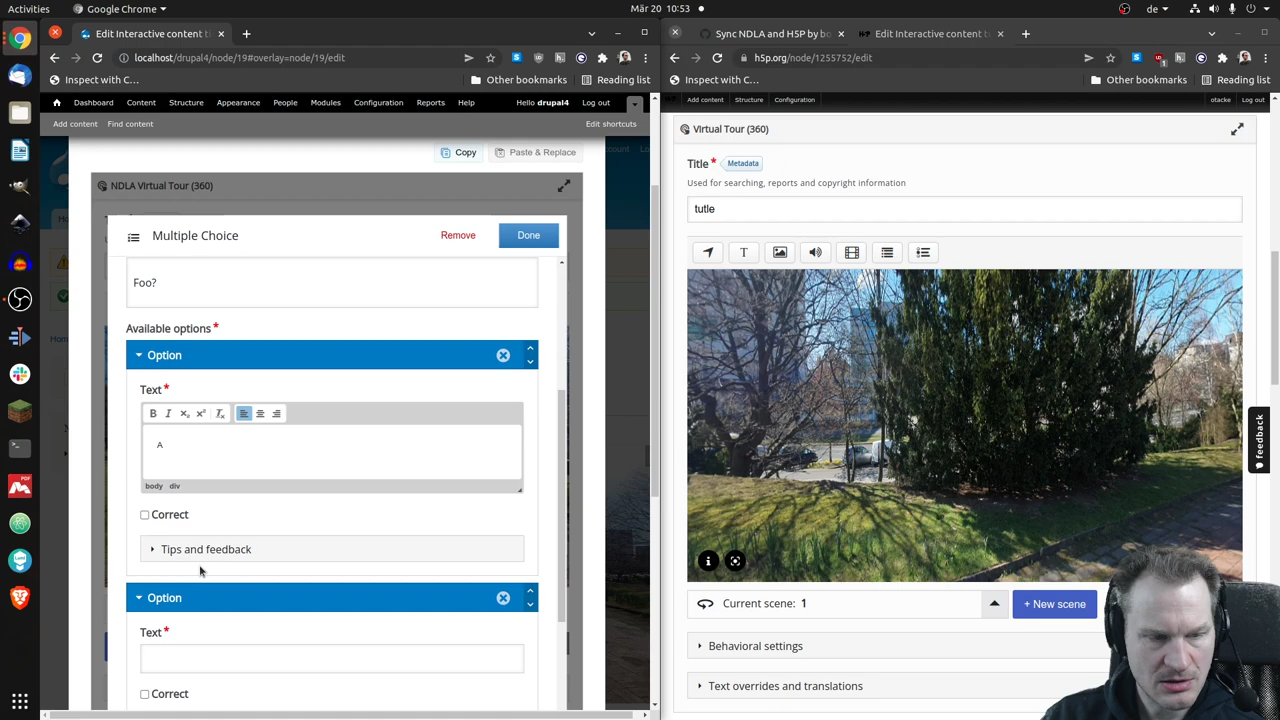 Activities
Google Chrome
Mär 20 10:53
de
Edit Interactive content t
localhost/drupal4/node/19#overlay=node/19/edit
Inspect with C…
Other bookmarks
Reading list
Dashboard Content Structure Appearance People Modules Configuration Reports Help
Hello drupal4 Log out
Add content Find content
Edit shortcuts
Copy
Paste & Replace
NDLA Virtual Tour (360)
Multiple Choice
Remove
Done
Foo?
Available options*
Option
Text*
B I x₂ x² Tx
A
body div
Correct
Tips and feedback
Option
Text*
Correct
Sync NDLA and H5P by bo
Edit Interactive content t
h5p.org/node/1255752/edit
Inspect with C…
Other bookmarks
Reading list
Add content Structure Configuration
otacke Log out
Virtual Tour (360)
Title* Metadata
Used for searching, reports and copyright information
tutle
T
feedback
Current scene: 1
+ New scene
Behavioral settings
Text overrides and translations